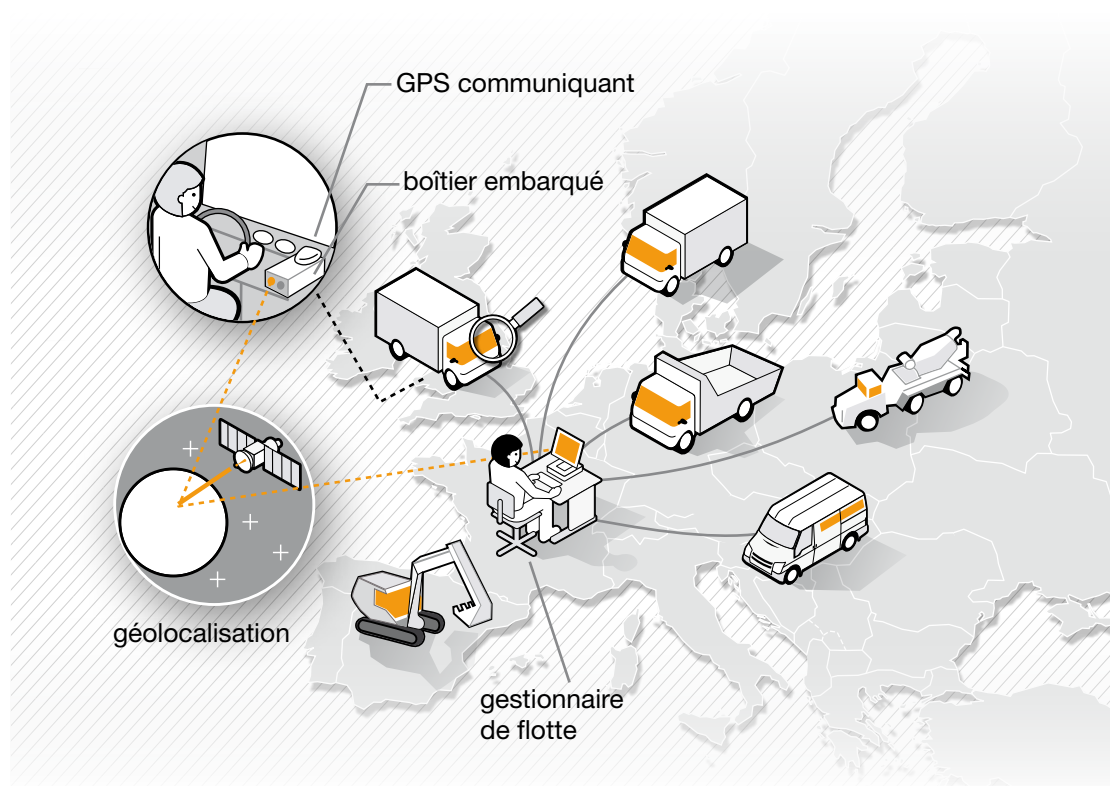 GPS communiquant
boîtier embarqué
géolocalisation
gestionnaire
de flotte